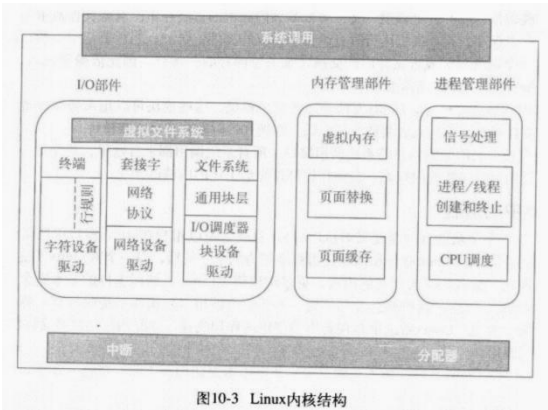 系统调用
I/O部件
内存管理部件
进程管理部件
虚拟文件系统
终端
套接字
文件系统
行规则
网络
协议
通用块层
I/O调度器
字符设备
驱动
网络设备
驱动
块设备
驱动
虚拟内存
页面替换
页面缓存
信号处理
进程/线程
创建和终止
CPU调度
中断
分配器
图10-3 Linux内核结构